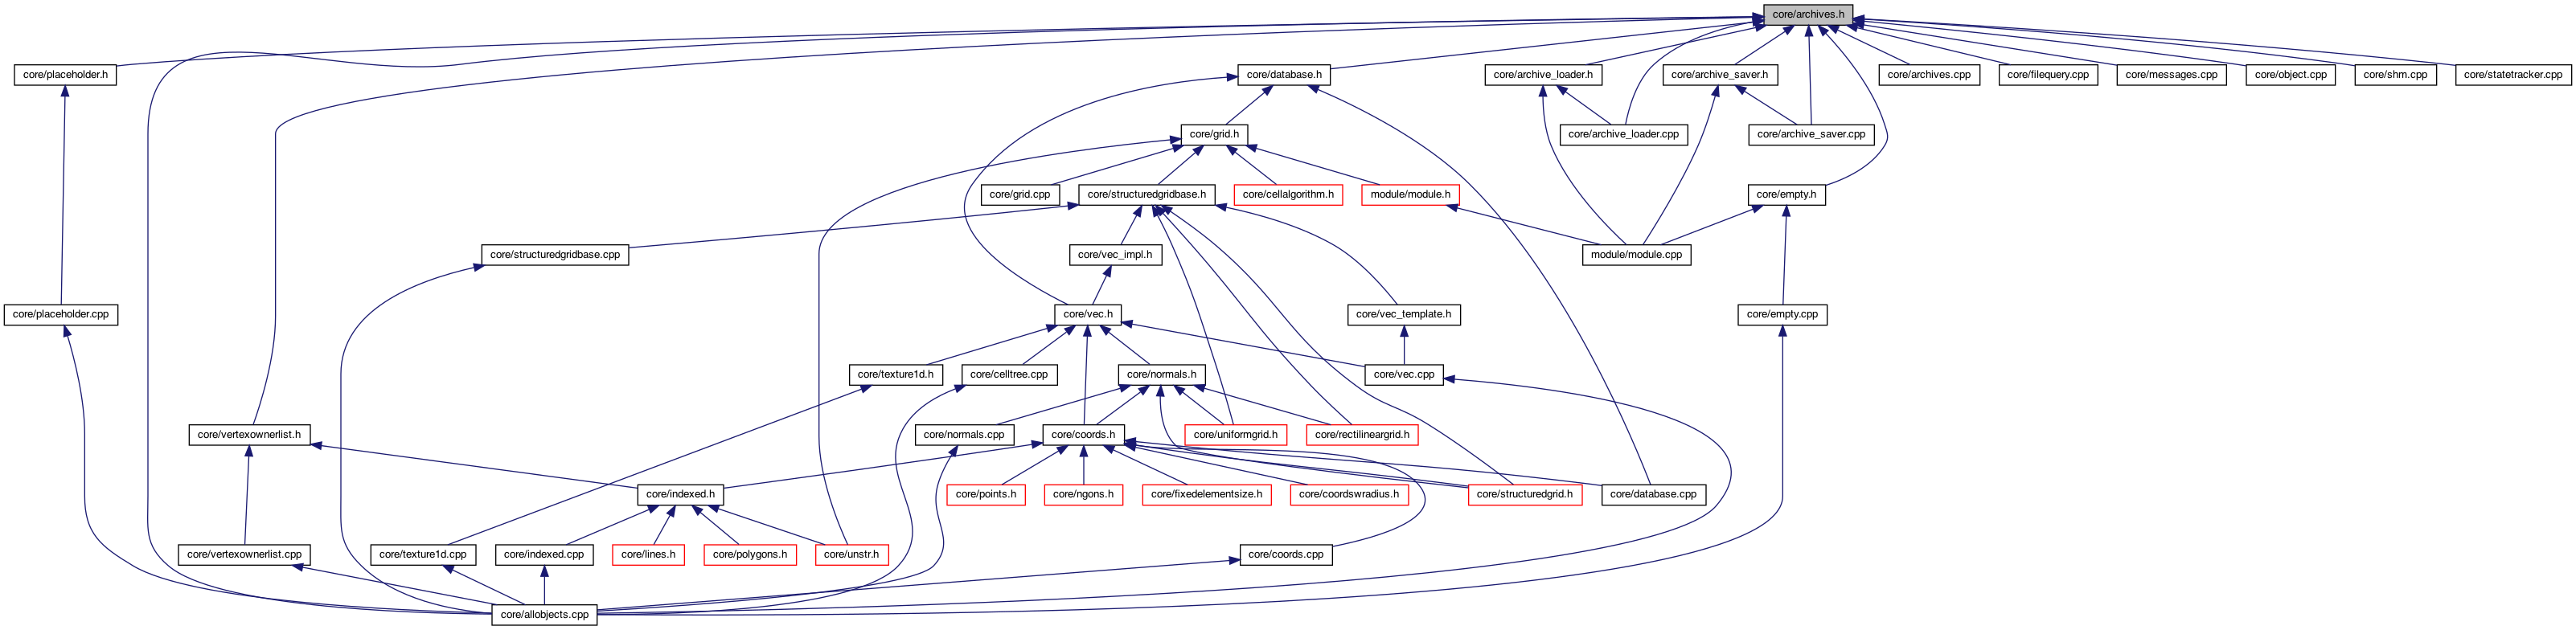 core/archives.h
core/placeholder.h
core/database.h
core/archive_loader.h
core/archive_saver.h
core/archives.cpp
core/filequery.cpp
core/messages.cpp
core/object.cpp
core/shm.cpp
core/statetracker.cpp
core/grid.h
core/archive_loader.cpp
core/archive_saver.cpp
core/grid.cpp
core/structuredgridbase.h
core/cellalgorithm.h
module/module.h
core/empty.h
core/structuredgridbase.cpp
core/vec_impl.h
module/module.cpp
core/placeholder.cpp
core/vec.h
core/vec_template.h
core/empty.cpp
core/texture1d.h
core/celltree.cpp
core/normals.h
core/vec.cpp
core/vertexownerlist.h
core/normals.cpp
core/coords.h
core/uniformgrid.h
core/rectilineargrid.h
core/indexed.h
core/points.h
core/ngons.h
core/fixedelementsize.h
core/coordswradius.h
core/structuredgrid.h
core/database.cpp
core/vertexownerlist.cpp
core/texture1d.cpp
core/indexed.cpp
core/lines.h
core/polygons.h
core/unstr.h
core/coords.cpp
core/allobjects.cpp